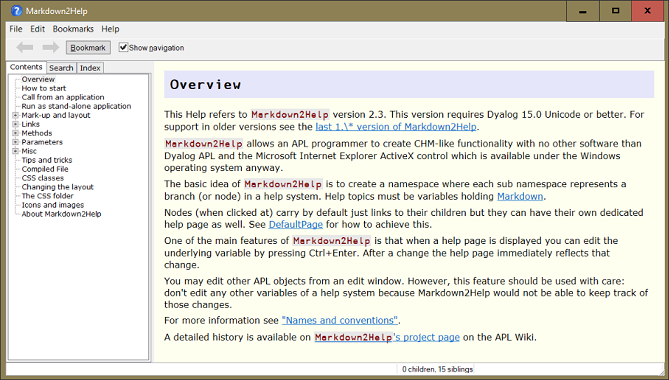 Markdown2Help
File Edit Bookmarks Help
Bookmark Show navigation
Contents Search Index
Overview
How to start
Call from an application
Run as stand-alone application
Mark-up and layout
Links
Methods
Parameters
Misc
Tips and tricks
Compiled File
CSS classes
Changing the layout
The CSS folder
Icons and images
About Markdown2Help
Overview
This Help refers to Markdown2Help version 2.3. This version requires Dyalog 15.0 Unicode or better. For
support in older versions see the last 1.\* version of Markdown2Help.
Markdown2Help allows an APL programmer to create CHM-like functionality with no other software than
Dyalog APL and the Microsoft Internet Explorer ActiveX control which is available under the Windows
operating system anyway.
The basic idea of Markdown2Help is to create a namespace where each sub namespace represents a
branch (or node) in a help system. Help topics must be variables holding Markdown.
Nodes (when clicked at) carry by default just links to their children but they can have their own dedicated
help page as well. See DefaultPage for how to achieve this.
One of the main features of Markdown2Help is that when a help page is displayed you can edit the
underlying variable by pressing Ctrl+Enter. After a change the help page immediately reflects that
change.
You may edit other APL objects from an edit window. However, this feature should be used with care:
don't edit any other variables of a help system because Markdown2Help would not be able to keep track of
those changes.
For more information see "Names and conventions".
A detailed history is available on Markdown2Help's project page on the APL Wiki.
0 children, 15 siblings